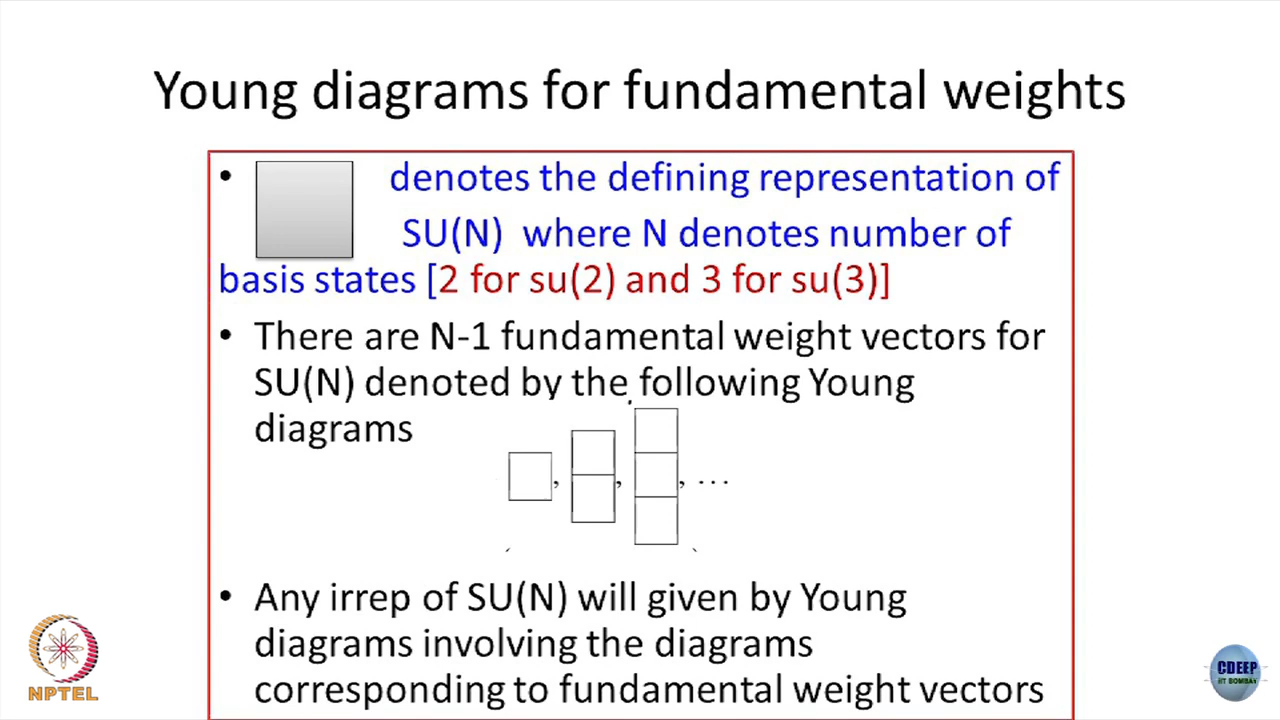 Young diagrams for fundamental weights
• denotes the defining representation of
SU(N) where N denotes number of
basis states [2 for su(2) and 3 for su(3)]
• There are N-1 fundamental weight vectors for
SU(N) denoted by the following Young
diagrams
, , , ...
• Any irrep of SU(N) will given by Young
diagrams involving the diagrams
corresponding to fundamental weight vectors
NPTEL
CDEEP
IIT BOMBAY